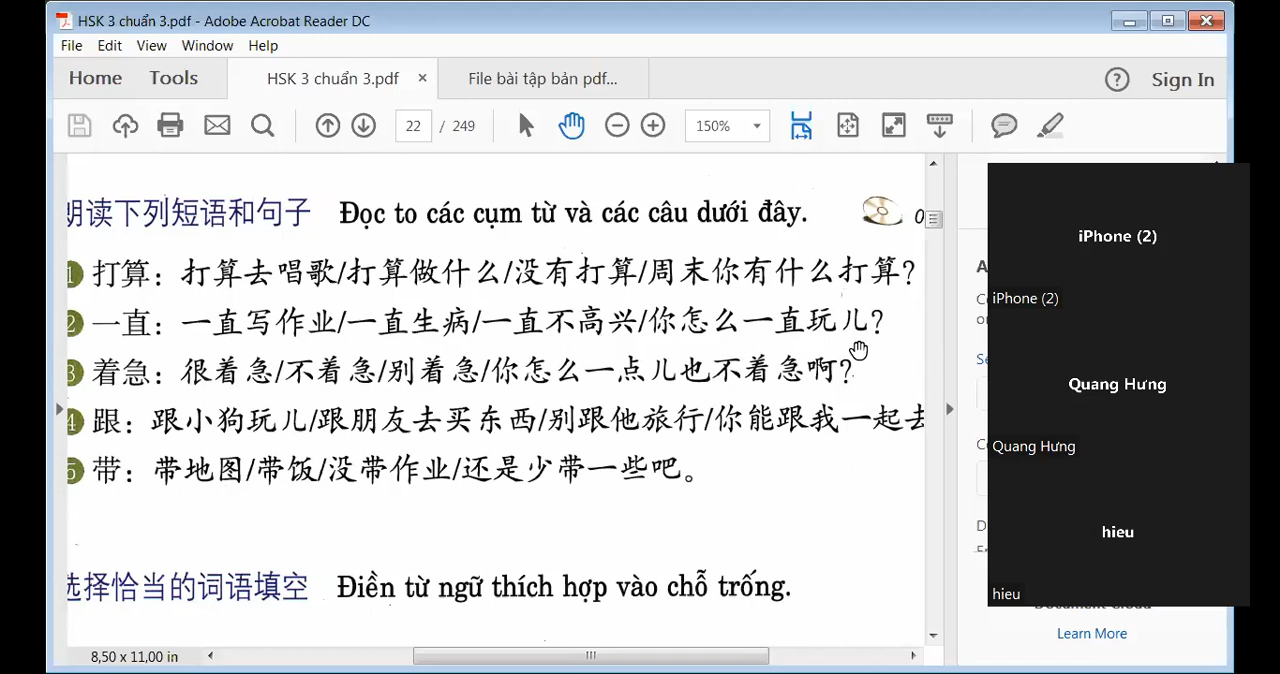 HSK 3 chuẩn 3.pdf - Adobe Acrobat Reader DC
File Edit View Window Help
Home Tools HSK 3 chuẩn 3.pdf × File bài tập bản pdf... ? Sign In
22 / 249 150%
朗读下列短语和句子 Đọc to các cụm từ và các câu dưới đây. 0
1 打算：打算去唱歌/打算做什么/没有打算/周末你有什么打算？
2 一直：一直写作业/一直生病/一直不高兴/你怎么一直玩儿？
3 着急：很着急/不着急/别着急/你怎么一点儿也不着急啊？
4 跟：跟小狗玩儿/跟朋友去买东西/别跟他旅行/你能跟我一起去
5 带：带地图/带饭/没带作业/还是少带一些吧。
选择恰当的词语填空 Điền từ ngữ thích hợp vào chỗ trống.
8,50 x 11,00 in
iPhone (2)
iPhone (2)
Quang Hưng
Quang Hưng
hieu
hieu
Learn More